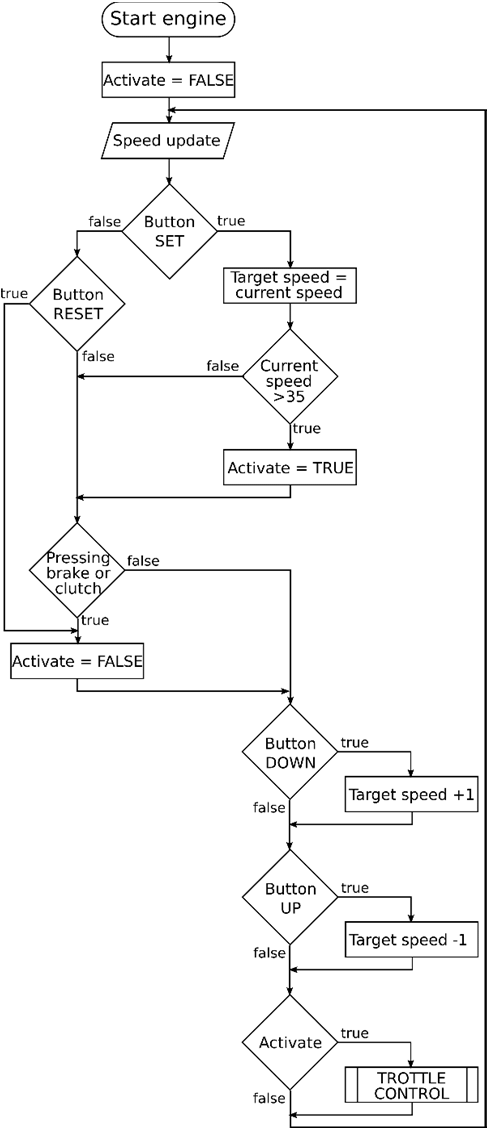 Start engine
Activate = FALSE
Speed update
Button
SET
false
true
Target speed =
current speed
Button
RESET
true
false
Current
speed
>35
false
true
Activate = TRUE
Pressing
brake or
clutch
false
true
Activate = FALSE
Button
DOWN
true
false
Target speed +1
Button
UP
true
false
Target speed -1
Activate
true
false
TROTTLE
CONTROL